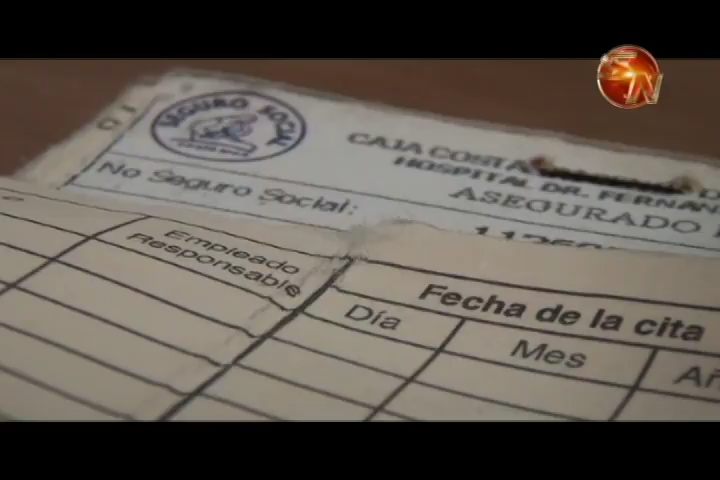 SEGURO SOCIAL
CAJA COSTA
HOSPITAL DR. FERNAN
No Seguro Social:
ASEGURADO
Empleado
Responsable
Fecha de la cita
Día
Mes
Añ